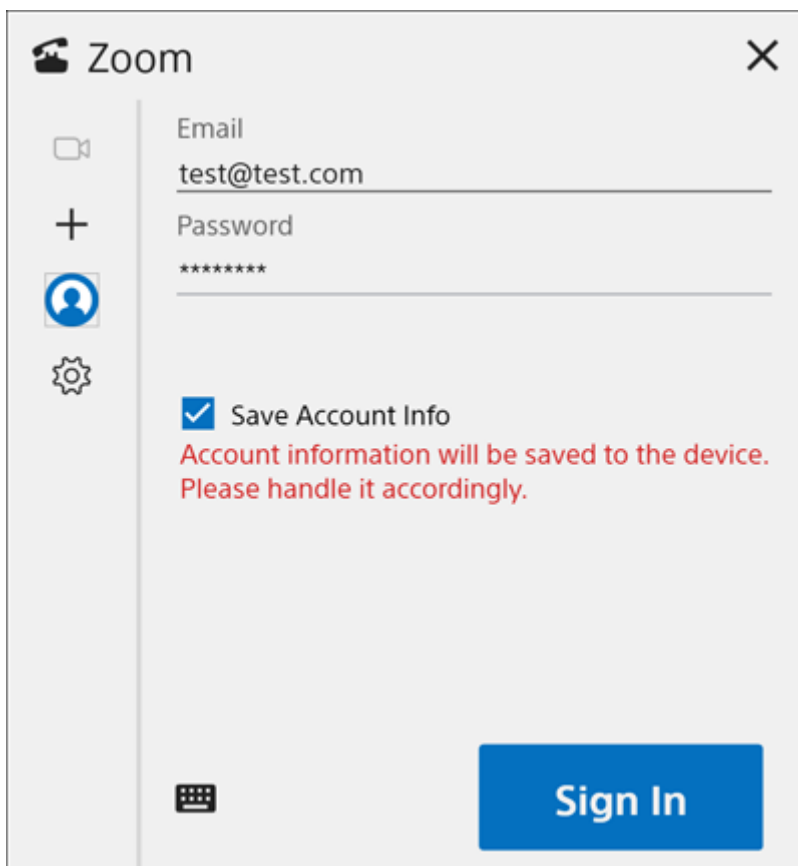 Zoom
Email
test@test.com
Password
********
Save Account Info
Account information will be saved to the device.
Please handle it accordingly.
Sign In